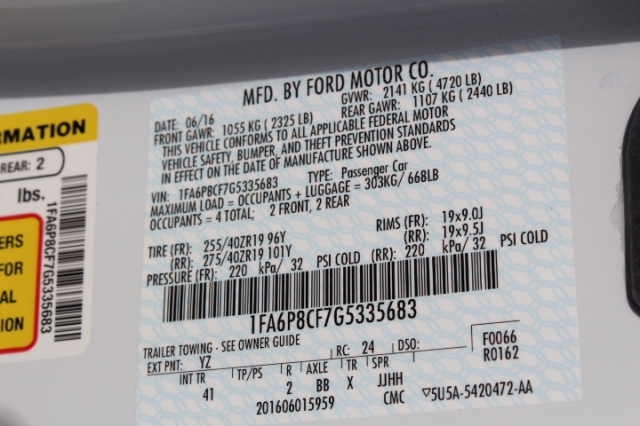 RMATION
REAR: 2
lbs.
ERS
FOR
AL
ION
1FA6P8CF7G5335683
MFD. BY FORD MOTOR CO.
DATE: 06/16 GVWR: 2141 KG (4720 LB)
FRONT GAWR: 1055 KG (2325 LB) REAR GAWR: 1107 KG (2440 LB)
THIS VEHICLE CONFORMS TO ALL APPLICABLE FEDERAL MOTOR
VEHICLE SAFETY, BUMPER, AND THEFT PREVENTION STANDARDS
IN EFFECT ON THE DATE OF MANUFACTURE SHOWN ABOVE.
VIN: 1FA6P8CF7G5335683 TYPE: Passenger Car
MAXIMUM LOAD = OCCUPANTS + LUGGAGE = 303KG/ 668LB
OCCUPANTS = 4 TOTAL; 2 FRONT, 2 REAR
TIRE (FR): 255/40ZR19 96Y RIMS (FR): 19x9.0J
(RR): 275/40ZR19 101Y (RR): 19x9.5J
PRESSURE (FR): 220 kPa/ 32 PSI COLD (RR): 220 kPa/ 32 PSI COLD
1FA6P8CF7G5335683
TRAILER TOWING - SEE OWNER GUIDE
EXT PNT: YZ RC: 24 DSO: F0066
R0162
INT TR TP/PS R AXLE TR SPR
41 2 BB X JJHH
201606015959 CMC ▽5U5A-5420472-AA